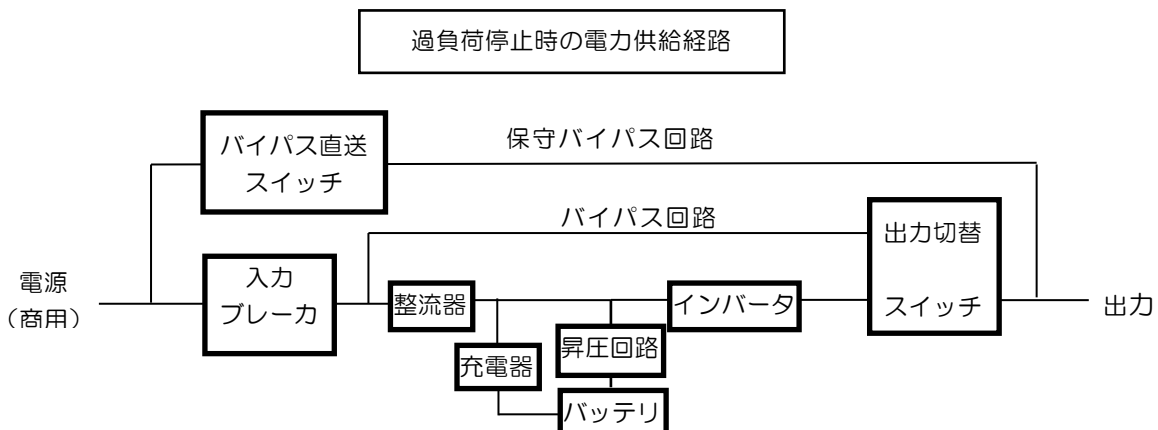 過負荷停止時の電力供給経路
バイパス直送
スイッチ
保守バイパス回路
バイパス回路
出力切替
スイッチ
電源
（商用）
入力
ブレーカ
整流器
インバータ
出力
充電器
昇圧回路
バッテリ